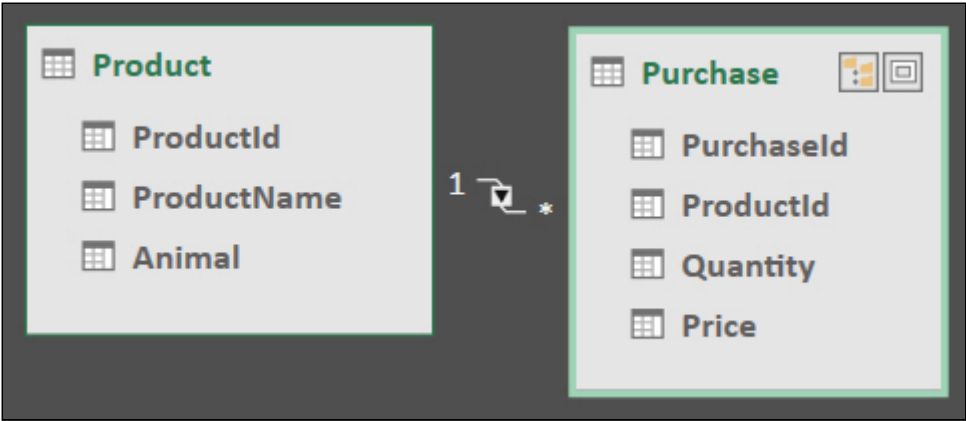 Product
ProductId
ProductName
Animal
1
*
Purchase
PurchaseId
ProductId
Quantity
Price